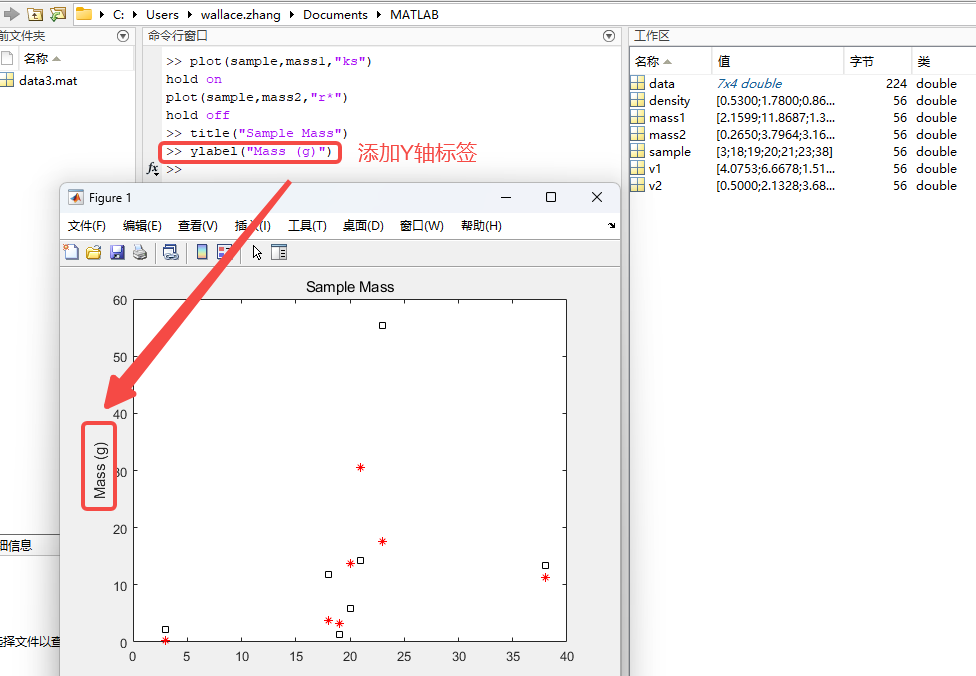 C: Users wallace.zhang Documents MATLAB
前文件夹
名称
data3.mat
细信息
选择文件以查
命令行窗口
>> plot(sample,mass1,"ks")
hold on
plot(sample,mass2,"r*")
hold off
>> title("Sample Mass")
>> ylabel("Mass (g)")
添加Y轴标签
fx >>
工作区
名称 值 字节 类
data 7x4 double 224 double
density [0.5300;1.7800;0.86... 56 double
mass1 [2.1599;11.8687;1.3... 56 double
mass2 [0.2650;3.7964;3.16... 56 double
sample [3;18;19;20;21;23;38] 56 double
v1 [4.0753;6.6678;1.51... 56 double
v2 [0.5000;2.1328;3.68... 56 double
Figure 1
文件(F) 编辑(E) 查看(V) 插入(I) 工具(T) 桌面(D) 窗口(W) 帮助(H)
Sample Mass
60
50
40
30
20
10
0
Mass (g)
0 5 10 15 20 25 30 35 40